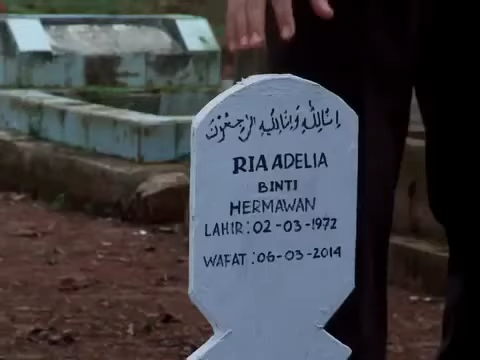 إنا لله وإنا إليه راجعون
RIA ADELIA
BINTI
HERMAWAN
LAHIR : 02-03-1972
WAFAT : 06-03-2014